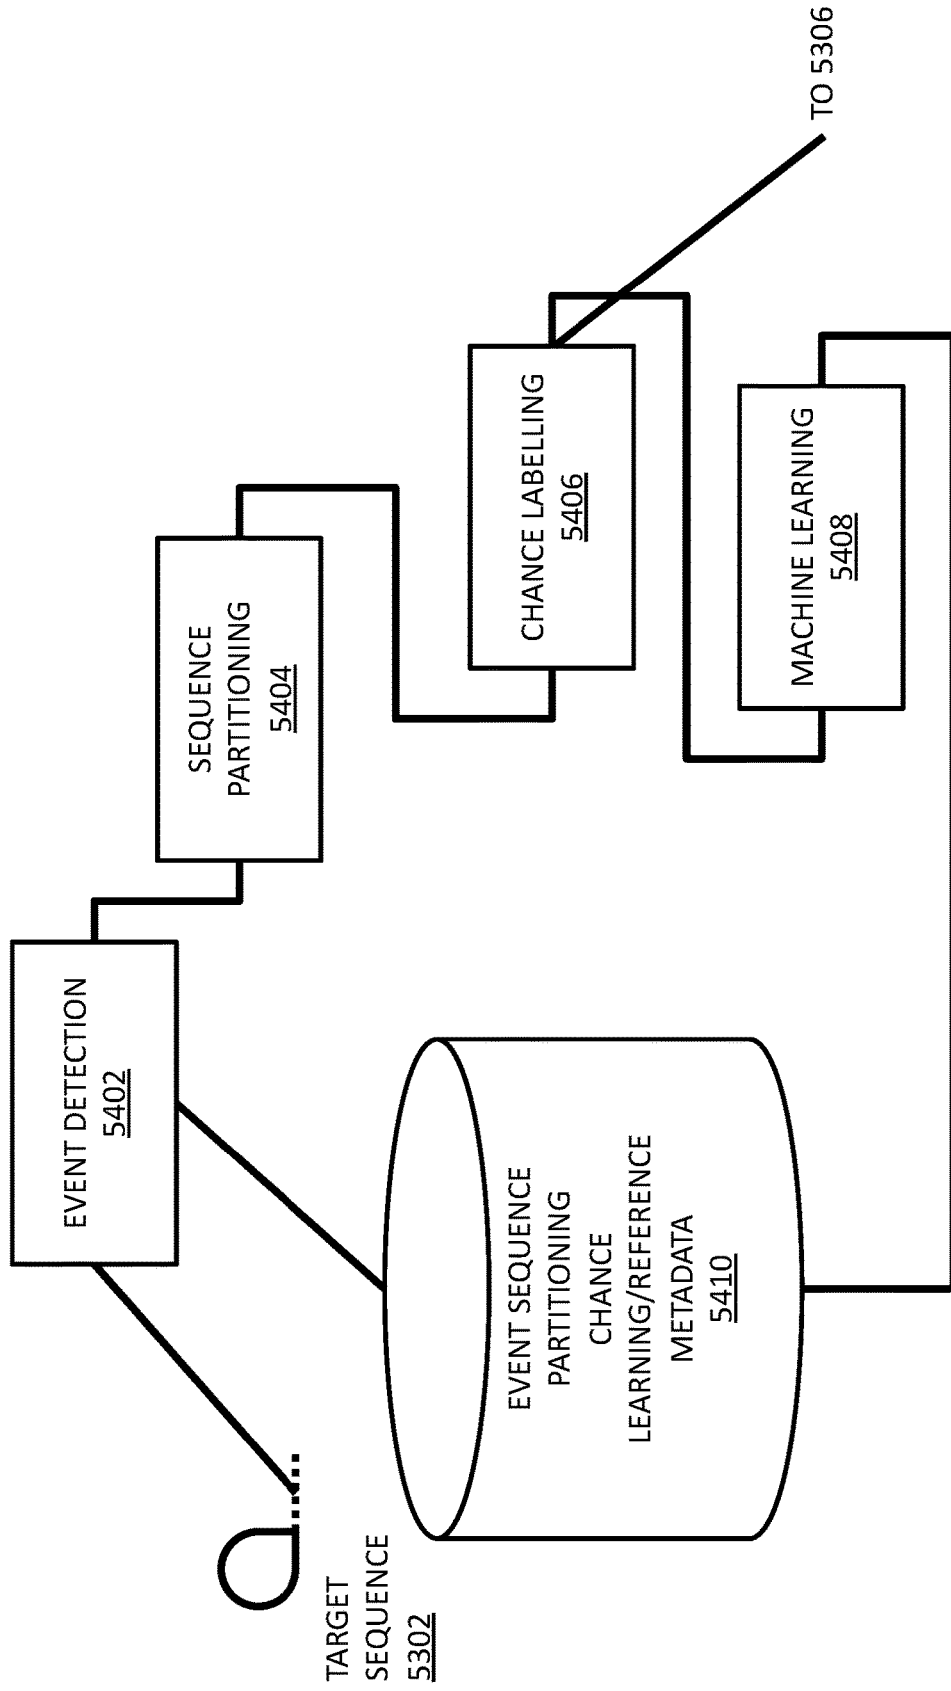 EVENT DETECTION
5402
SEQUENCE
PARTITIONING
5404
CHANCE LABELLING
5406
TO 5306
MACHINE LEARNING
5408
TARGET
SEQUENCE
5302
EVENT SEQUENCE
PARTITIONING
CHANCE
LEARNING/REFERENCE
METADATA
5410